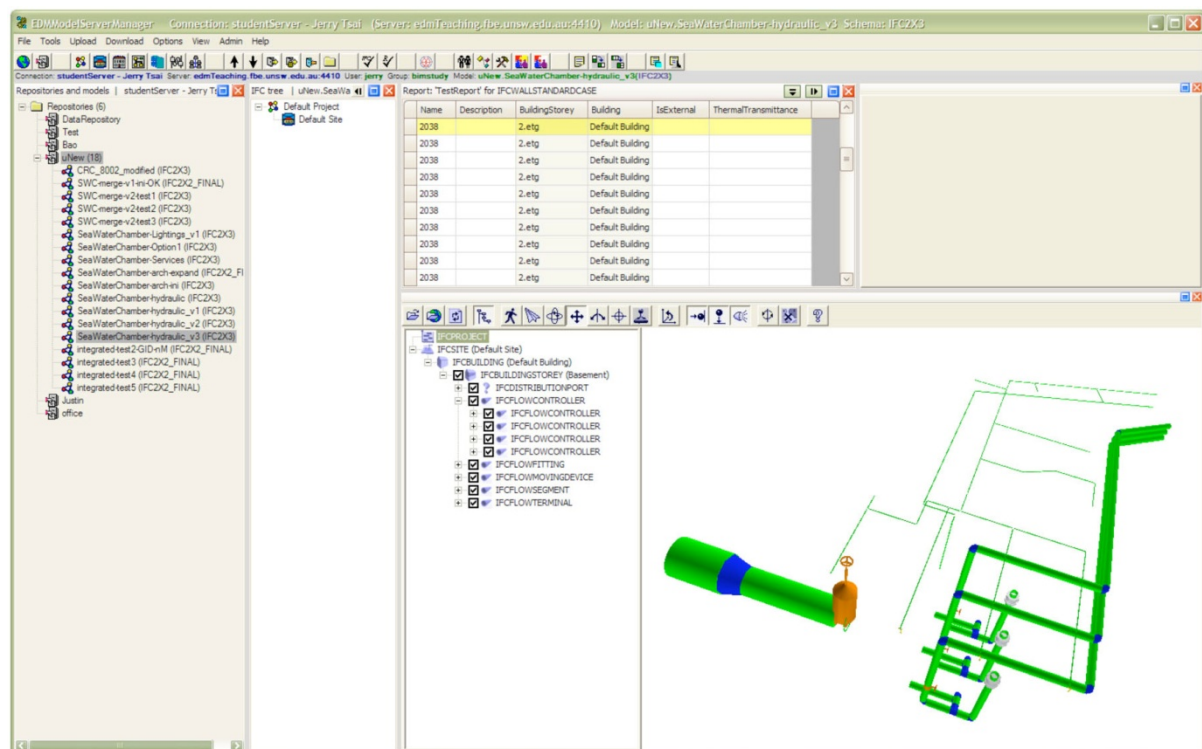 EDMModelServerManager Connection: studentServer - Jerry Tsai (Server: edmTeaching.fbe.unsw.edu.au:4410) Model: uNew.SeaWaterChamber-hydraulic_v3 Schema: IFC2X3
File Tools Upload Download Options View Admin Help
Connection: studentServer - Jerry Tsai Server: edmTeaching.fbe.unsw.edu.au:4410 User: jerry Group: bimstudy Model: uNew.SeaWaterChamber-hydraulic_v3(IFC2X3)
Repositories and models | studentServer - Jerry
Repositories (6)
DataRepository
Test
Bao
uNew (18)
CRC_8002_modified (IFC2X3)
SWC-merge-v1-ini-OK (IFC2X2_FINAL)
SWC-merge-v2-test1 (IFC2X3)
SWC-merge-v2-test2 (IFC2X3)
SWC-merge-v2-test3 (IFC2X3)
SeaWaterChamber-Lightings_v1 (IFC2X3)
SeaWaterChamber-Option1 (IFC2X3)
SeaWaterChamber-Services (IFC2X3)
SeaWaterChamber-arch-expand (IFC2X2_FI
SeaWaterChamber-arch-ini (IFC2X3)
SeaWaterChamber-hydraulic (IFC2X3)
SeaWaterChamber-hydraulic_v1 (IFC2X3)
SeaWaterChamber-hydraulic_v2 (IFC2X3)
SeaWaterChamber-hydraulic_v3 (IFC2X3)
integrated-test2-GID-nM (IFC2X2_FINAL)
integrated-test3 (IFC2X2_FINAL)
integrated-test4 (IFC2X2_FINAL)
integrated-test5 (IFC2X2_FINAL)
Justin
office
IFC tree | uNew.SeaWa
Default Project
Default Site
Report: 'TestReport' for IFCWALLSTANDARDCASE
Name Description BuildingStorey Building IsExternal ThermalTransmittance
2038 2.etg Default Building
2038 2.etg Default Building
2038 2.etg Default Building
2038 2.etg Default Building
2038 2.etg Default Building
2038 2.etg Default Building
2038 2.etg Default Building
2038 2.etg Default Building
2038 2.etg Default Building
2038 2.etg Default Building
IFCPROJECT
IFCSITE (Default Site)
IFCBUILDING (Default Building)
IFCBUILDINGSTOREY (Basement)
IFCDISTRIBUTIONPORT
IFCFLOWCONTROLLER
IFCFLOWCONTROLLER
IFCFLOWCONTROLLER
IFCFLOWCONTROLLER
IFCFLOWCONTROLLER
IFCFLOWFITTING
IFCFLOWMOVINGDEVICE
IFCFLOWSEGMENT
IFCFLOWTERMINAL